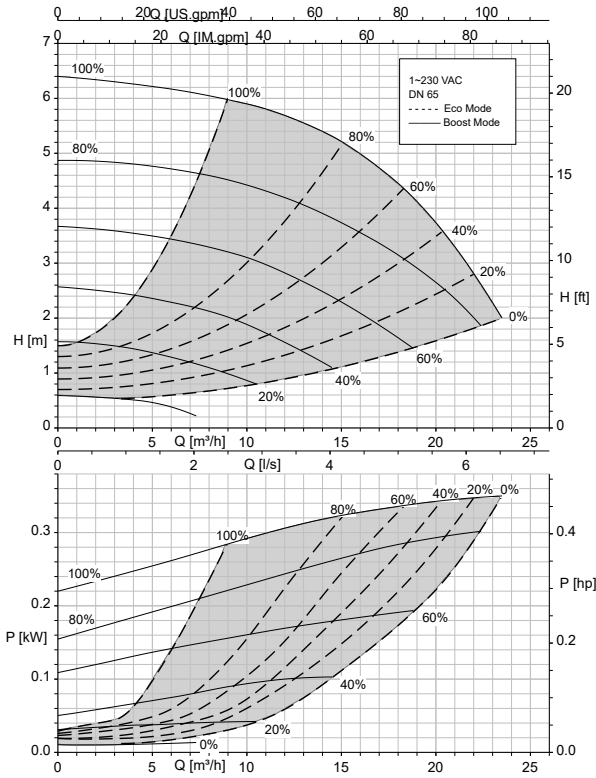 Q [US.gpm]
0 20 40 60 80 100
Q [IM.gpm]
0 20 40 60 80
7
6
5
4
3
2
1
0
H [m]
20
15
10
5
0
H [ft]
1~230 VAC
DN 65
Eco Mode
Boost Mode
100%
100%
80%
80%
60%
40%
20%
0%
60%
40%
20%
5 10 15 20 25
Q [m³/h]
0 2 4 6
Q [l/s]
0.3
0.2
0.1
0.0
P [kW]
0.4
0.2
0.0
P [hp]
80% 60% 40% 20% 0%
100%
100%
80%
60%
40%
20%
0%
0 5 10 15 20 25
Q [m³/h]